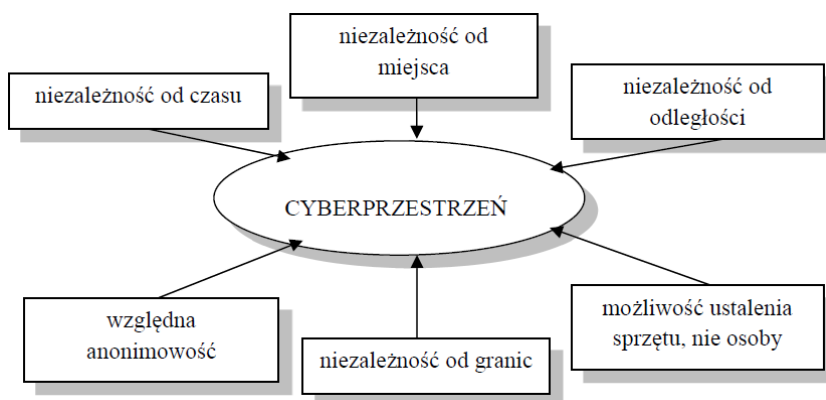 niezależność od
miejsca
niezależność od czasu
niezależność od
odległości
CYBERPRZESTRZEŃ
względna
anonimowość
niezależność od granic
możliwość ustalenia
sprzętu, nie osoby